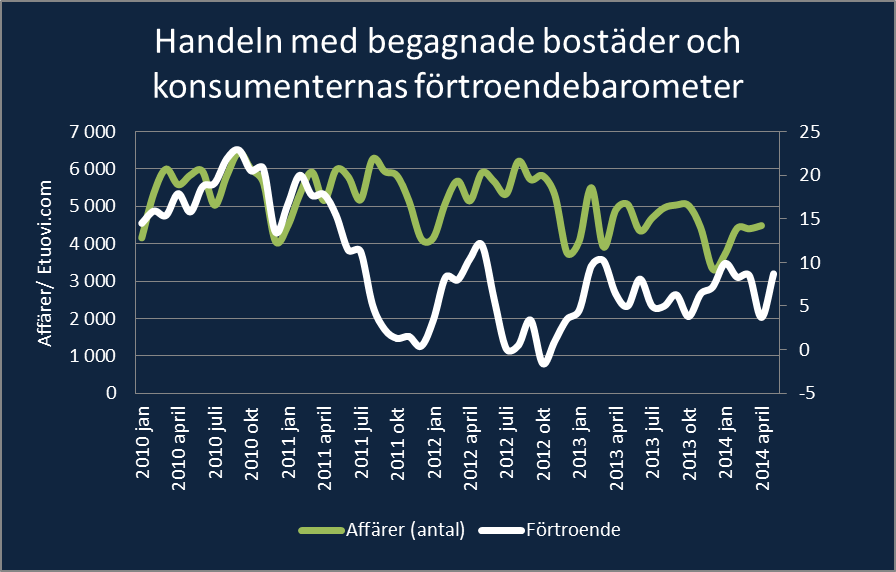 Handeln med begagnade bostäder och
konsumenternas förtroendebarometer
7 000
6 000
5 000
4 000
3 000
2 000
1 000
0
Affärer/ Etuovi.com
25
20
15
10
5
0
-5
2010 jan
2010 april
2010 juli
2010 okt
2011 jan
2011 april
2011 juli
2011 okt
2012 jan
2012 april
2012 juli
2012 okt
2013 jan
2013 april
2013 juli
2013 okt
2014 jan
2014 april
Affärer (antal)
Förtroende